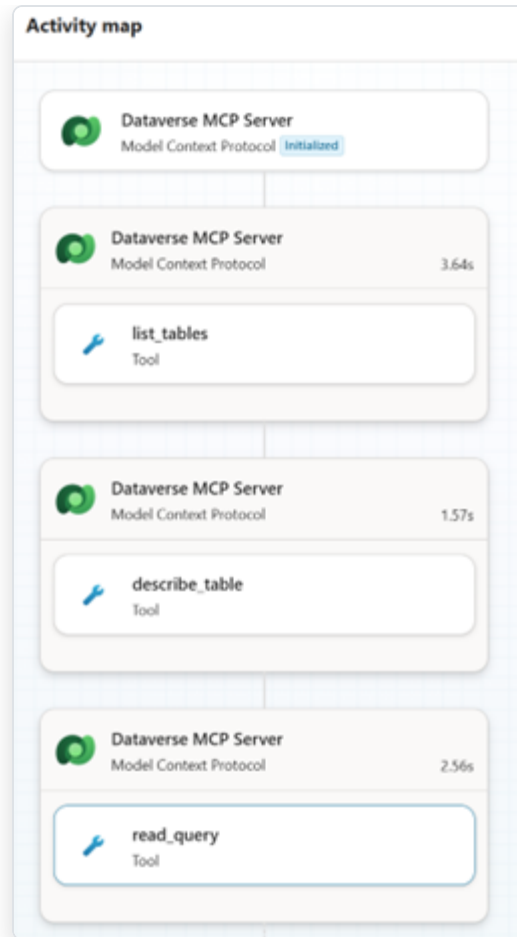 Activity map
Dataverse MCP Server
Model Context Protocol Initialized
Dataverse MCP Server
Model Context Protocol 3.64s
list_tables
Tool
Dataverse MCP Server
Model Context Protocol 1.57s
describe_table
Tool
Dataverse MCP Server
Model Context Protocol 2.56s
read_query
Tool